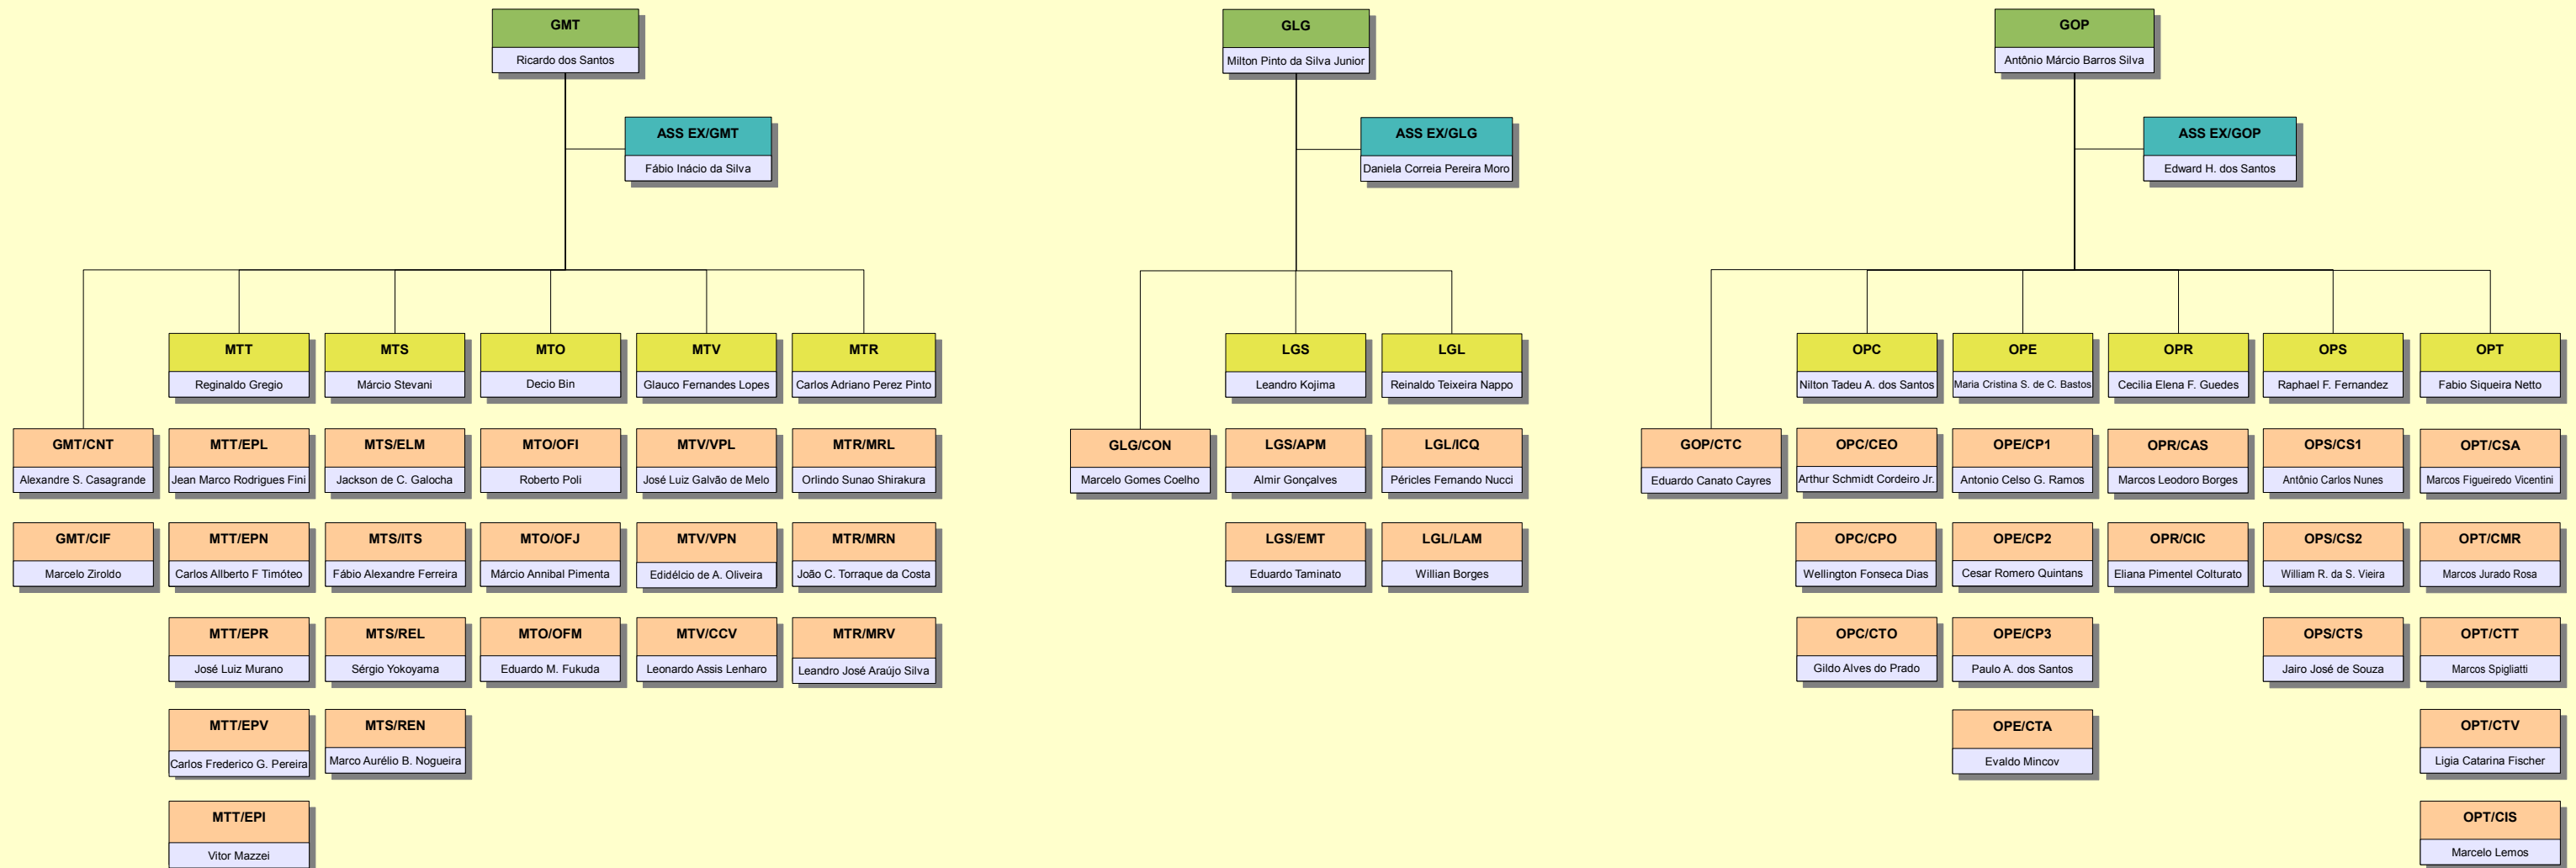 GMT
Ricardo dos Santos
GLG
Milton Pinto da Silva Junior
GOP
Antônio Márcio Barros Silva
ASS EX/GMT
Fábio Inácio da Silva
ASS EX/GLG
Daniela Correia Pereira Moro
ASS EX/GOP
Edward H. dos Santos
MTT
Reginaldo Gregio
MTS
Márcio Stevani
MTO
Decio Bin
MTV
Glauco Fernandes Lopes
MTR
Carlos Adriano Perez Pinto
LGS
Leandro Kojima
LGL
Reinaldo Teixeira Nappo
OPC
Nilton Tadeu A. dos Santos
OPE
Maria Cristina S. de C. Bastos
OPR
Cecilia Elena F. Guedes
OPS
Raphael F. Fernandez
OPT
Fabio Siqueira Netto
GMT/CNT
Alexandre S. Casagrande
MTT/EPL
Jean Marco Rodrigues Fini
MTS/ELM
Jackson de C. Galocha
MTO/OFI
Roberto Poli
MTV/VPL
José Luiz Galvão de Melo
MTR/MRL
Orlindo Sunao Shirakura
GLG/CON
Marcelo Gomes Coelho
LGS/APM
Almir Gonçalves
LGL/ICQ
Péricles Fernando Nucci
GOP/CTC
Eduardo Canato Cayres
OPC/CEO
Arthur Schmidt Cordeiro Jr.
OPE/CP1
Antonio Celso G. Ramos
OPR/CAS
Marcos Leodoro Borges
OPS/CS1
Antônio Carlos Nunes
OPT/CSA
Marcos Figueiredo Vicentini
GMT/CIF
Marcelo Ziroldo
MTT/EPN
Carlos Allberto F Timóteo
MTS/ITS
Fábio Alexandre Ferreira
MTO/OFJ
Márcio Annibal Pimenta
MTV/VPN
Edidélcio de A. Oliveira
MTR/MRN
João C. Torraque da Costa
LGS/EMT
Eduardo Taminato
LGL/LAM
Willian Borges
OPC/CPO
Wellington Fonseca Dias
OPE/CP2
Cesar Romero Quintans
OPR/CIC
Eliana Pimentel Colturato
OPS/CS2
William R. da S. Vieira
OPT/CMR
Marcos Jurado Rosa
MTT/EPR
José Luiz Murano
MTS/REL
Sérgio Yokoyama
MTO/OFM
Eduardo M. Fukuda
MTV/CCV
Leonardo Assis Lenharo
MTR/MRV
Leandro José Araújo Silva
OPC/CTO
Gildo Alves do Prado
OPE/CP3
Paulo A. dos Santos
OPS/CTS
Jairo José de Souza
OPT/CTT
Marcos Spigliatti
MTT/EPV
Carlos Frederico G. Pereira
MTS/REN
Marco Aurélio B. Nogueira
OPE/CTA
Evaldo Mincov
OPT/CTV
Ligia Catarina Fischer
MTT/EPI
Vitor Mazzei
OPT/CIS
Marcelo Lemos